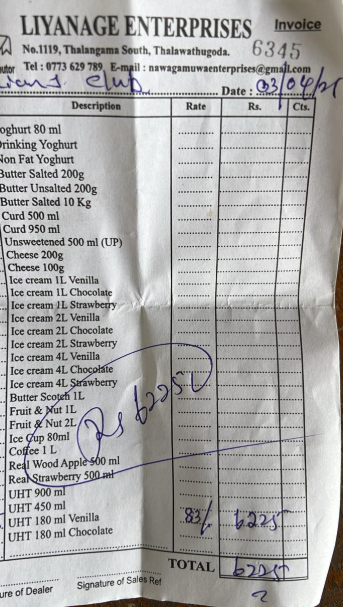 LIYANAGE ENTERPRISES Invoice
No.1119, Thalangama South, Thalawathugoda. 6345
utor Tel : 0773 629 789, E-mail : nawagamuwaenterprises@gmail.com
club Date :
Description Rate Rs. Cts.
oghurt 80 ml
Drinking Yoghurt
Non Fat Yoghurt
Butter Salted 200g
Butter Unsalted 200g
Butter Salted 10 Kg
Curd 500 ml
Curd 950 ml
Unsweetened 500 ml (UP)
Cheese 200g
Cheese 100g
Ice cream 1L Venilla
Ice cream 1L Chocolate
Ice cream 1L Strawberry
Ice cream 2L Venilla
Ice cream 2L Chocolate
Ice cream 2L Strawberry
Ice cream 4L Venilla
Ice cream 4L Chocolate
Ice cream 4L Strawberry
Butter Scotch 1L
Fruit & Nut 1L
Fruit & Nut 2L
Ice Cup 80ml
Coffee 1 L
Real Wood Apple 500 ml
Real Strawberry 500 ml
Rs 6225
UHT 900 ml
UHT 450 ml
UHT 180 ml Venilla 83/. 6225
UHT 180 ml Chocolate
TOTAL 6225
ure of Dealer Signature of Sales Ref